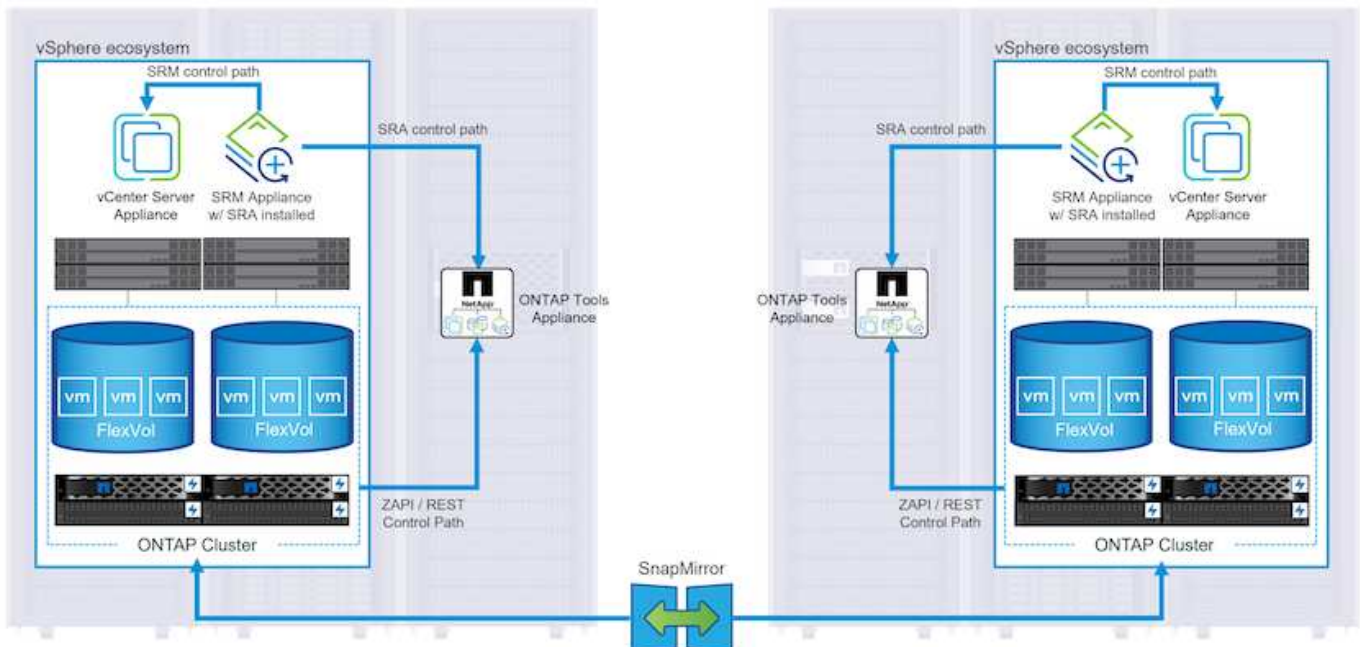 vSphere ecosystem
SRM control path
SRA control path
vCenter Server
Appliance
SRM Appliance
w/ SRA installed
NetApp
ONTAP Tools
Appliance
vm vm vm
FlexVol
vm vm vm
FlexVol
ZAPI / REST
Control Path
ONTAP Cluster
SnapMirror
vSphere ecosystem
SRM control path
SRA control path
SRM Appliance
w/ SRA installed
vCenter Server
Appliance
ONTAP Tools
Appliance
NetApp
vm vm vm
FlexVol
vm vm vm
FlexVol
ZAPI / REST
Control Path
ONTAP Cluster